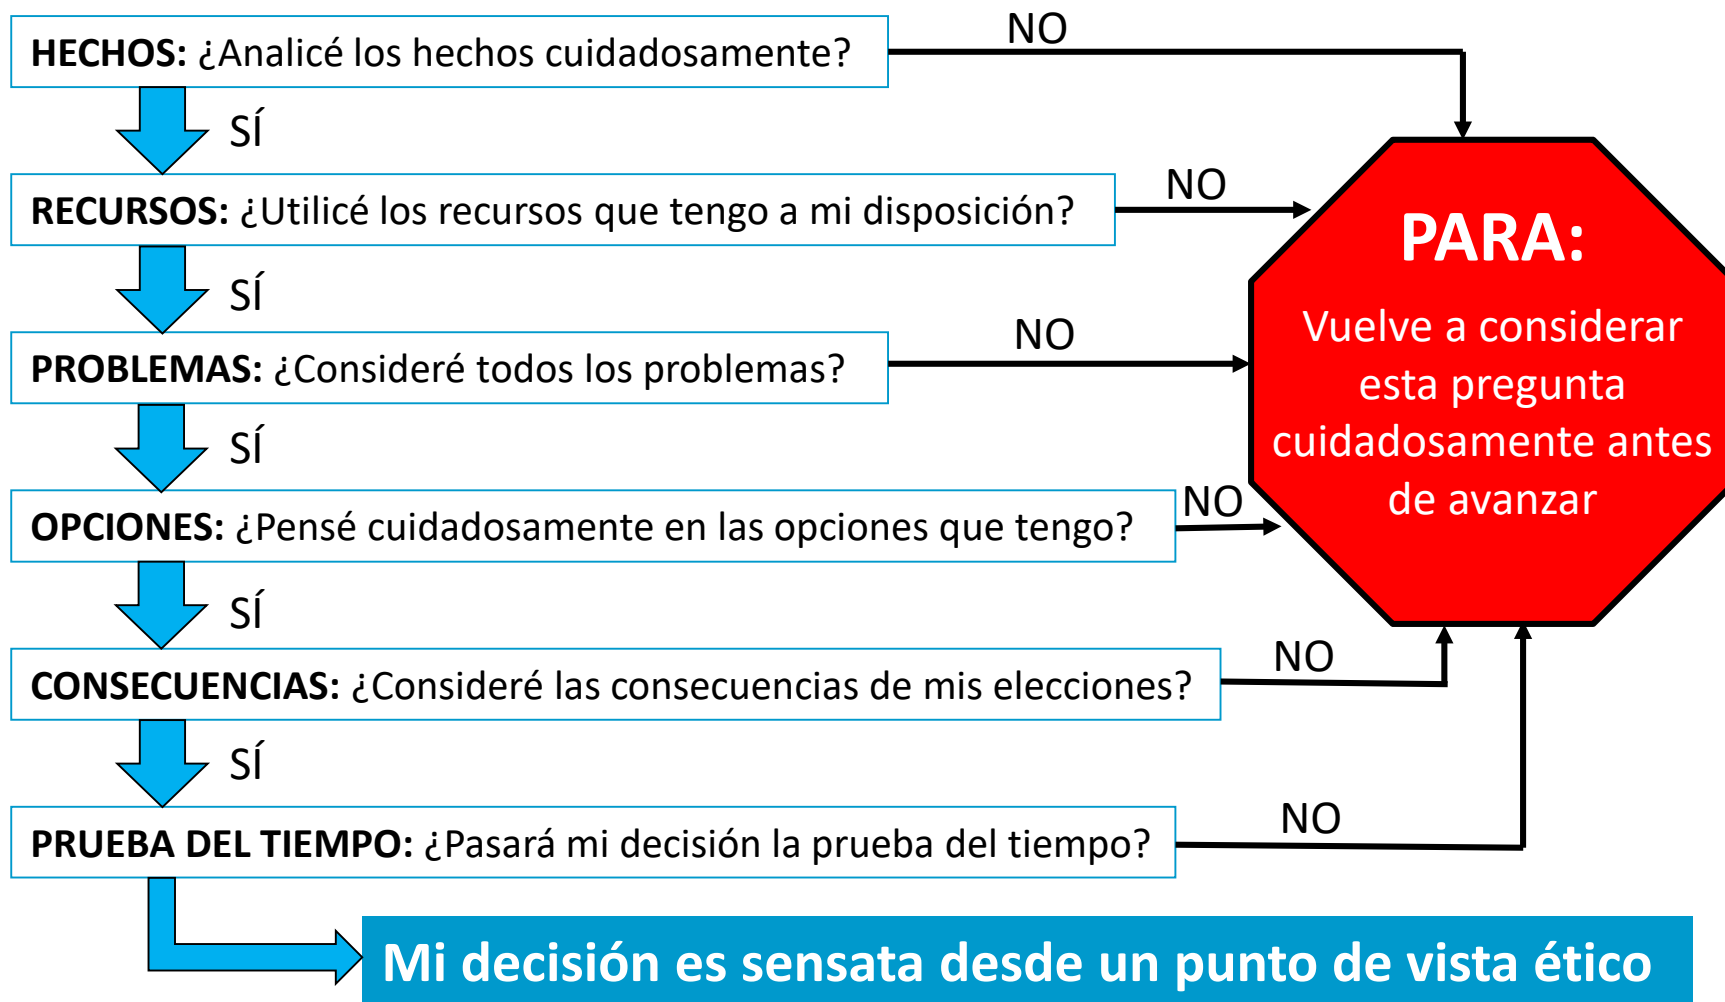 HECHOS: ¿Analicé los hechos cuidadosamente?
NO
SÍ
RECURSOS: ¿Utilicé los recursos que tengo a mi disposición?
NO
SÍ
PROBLEMAS: ¿Consideré todos los problemas?
NO
SÍ
OPCIONES: ¿Pensé cuidadosamente en las opciones que tengo?
NO
SÍ
CONSECUENCIAS: ¿Consideré las consecuencias de mis elecciones?
NO
SÍ
PRUEBA DEL TIEMPO: ¿Pasará mi decisión la prueba del tiempo?
NO
PARA:
Vuelve a considerar
esta pregunta
cuidadosamente antes
de avanzar
Mi decisión es sensata desde un punto de vista ético